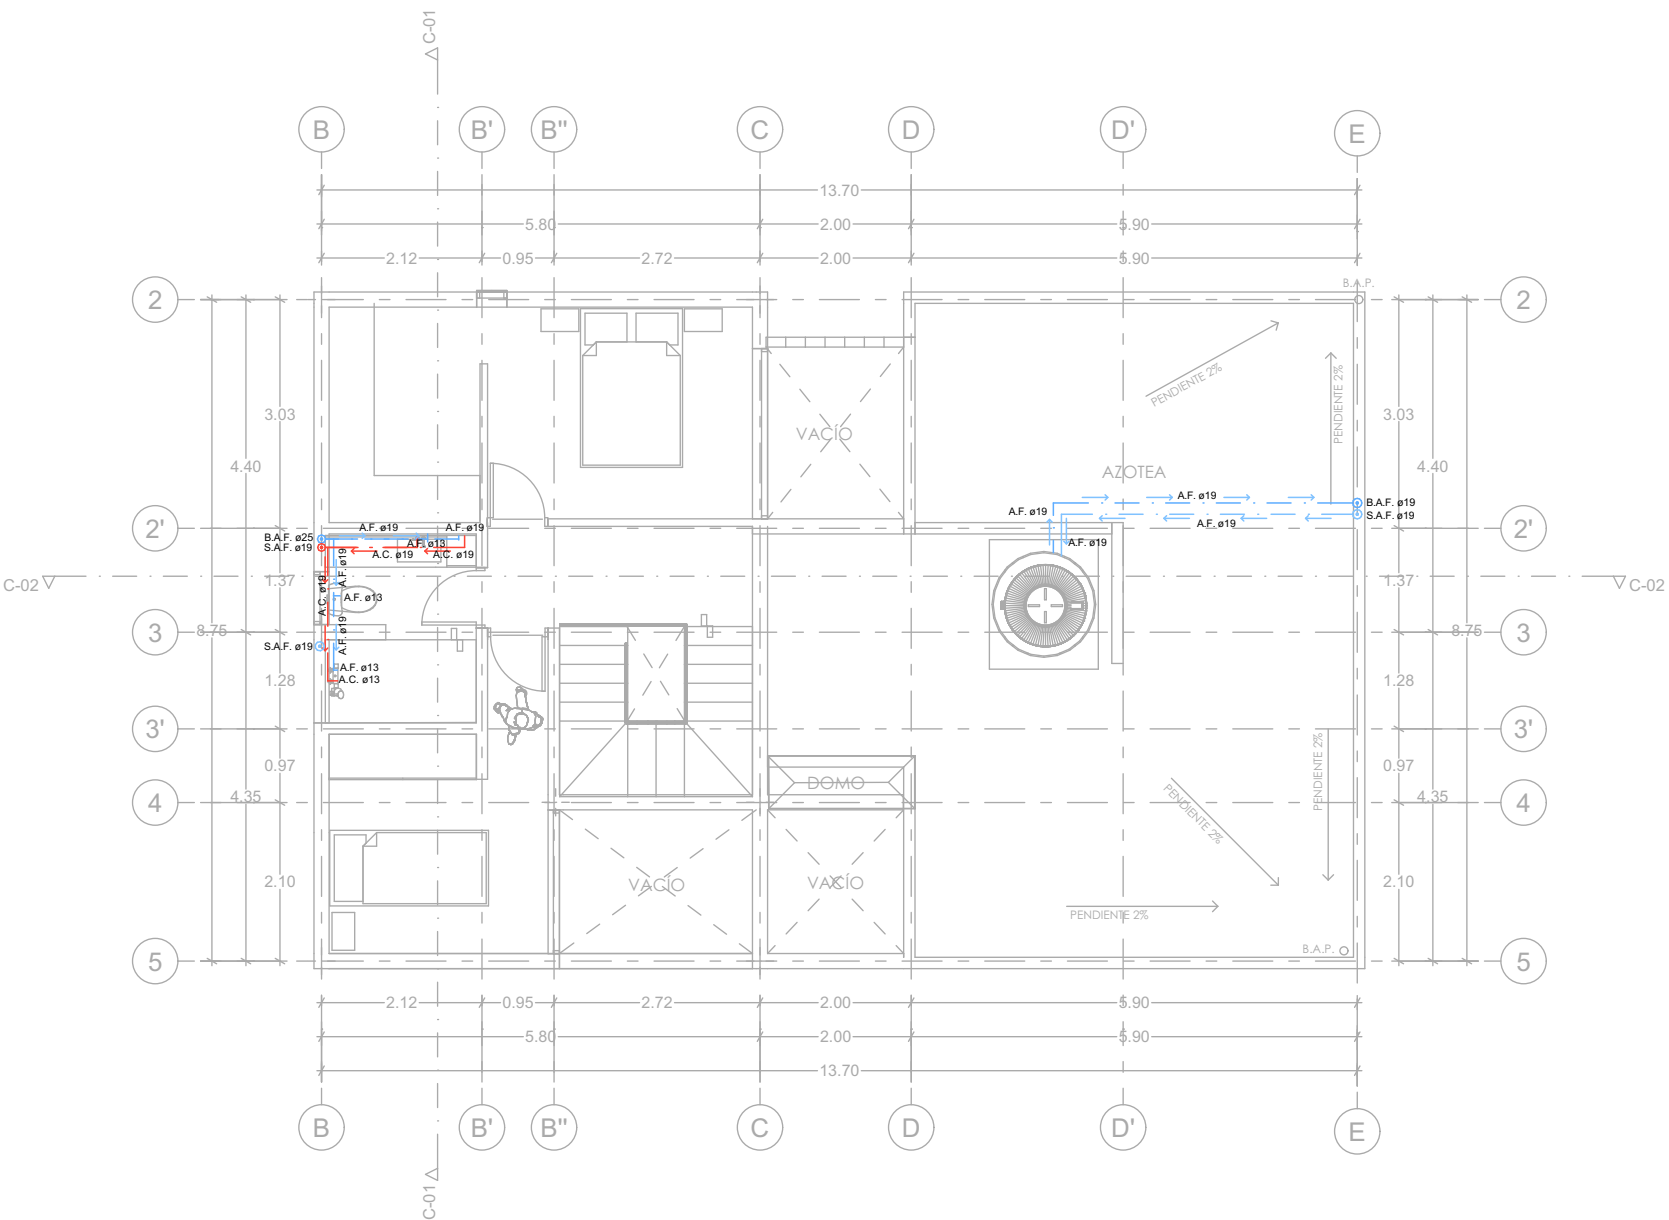 C-01
B B' B" C D D' E
13.70
5.80 2.00 5.90
2.12 0.95 2.72 2.00 5.90
2 2
B.A.P.
PENDIENTE 2%
PENDIENTE 2%
3.03 3.03
VACÍO
4.40 4.40
AZOTEA
A.F. ø19
B.A.F. ø19
A.F. ø19
S.A.F. ø19
A.F. ø19
2' 2'
A.F. ø19 A.F. ø19
B.A.F. ø25
A.F. ø13
A.F. ø19
S.A.F. ø19
A.C. ø19 A.C. ø19
A.F. ø19
1.37 1.37
C-02 C-02
A.C. ø19
A.F. ø13
3 3
8.75 8.75
A.F. ø19
S.A.F. ø19
A.F. ø13
A.C. ø13
1.28 1.28
3' 3'
PENDIENTE 2%
0.97 0.97
DOMO
4.35 4.35
4 4
PENDIENTE 2%
2.10 2.10
VACÍO VACÍO
PENDIENTE 2%
B.A.P.
5 5
2.12 0.95 2.72 2.00 5.90
5.80 2.00 5.90
13.70
B B' B" C D D' E
C-01